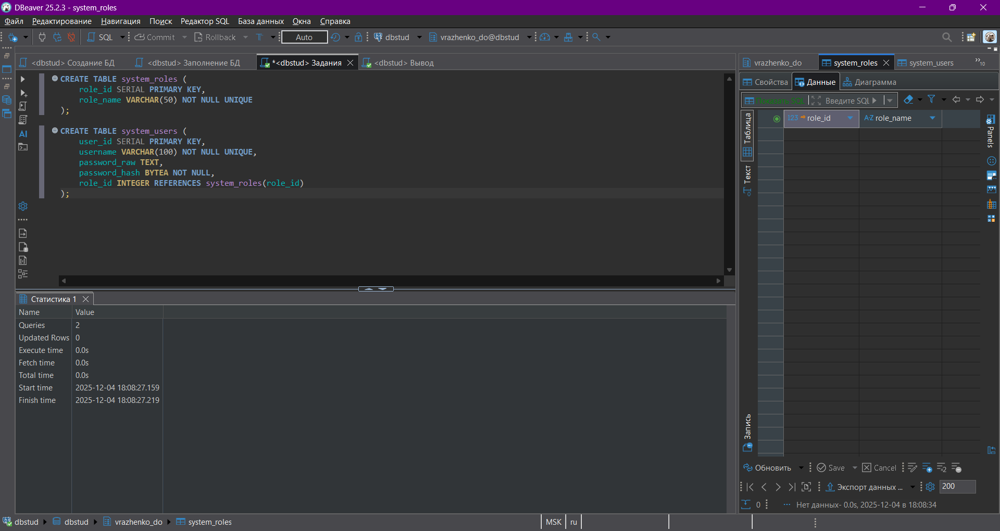 DBeaver 25.2.3 - system_roles
Файл Редактирование Навигация Поиск Редактор SQL База данных Окна Справка
SQL Commit Rollback T Auto dbstud vrazhenko_do@dbstud
<dbstud> Создание БД <dbstud> Заполнение БД *<dbstud> Задания <dbstud> Вывод
CREATE TABLE system_roles (
role_id SERIAL PRIMARY KEY,
role_name VARCHAR(50) NOT NULL UNIQUE
);
CREATE TABLE system_users (
user_id SERIAL PRIMARY KEY,
username VARCHAR(100) NOT NULL UNIQUE,
password_raw TEXT,
password_hash BYTEA NOT NULL,
role_id INTEGER REFERENCES system_roles(role_id)
);
AI
Статистика 1
Name Value
Queries 2
Updated Rows 0
Execute time 0.0s
Fetch time 0.0s
Total time 0.0s
Start time 2025-12-04 18:08:27.159
Finish time 2025-12-04 18:08:27.219
vrazhenko_do system_roles system_users »10
Свойства Данные Диаграмма
Показать SQL Введите SQL
Таблица
Текст
Запись
123 role_id AZ role_name
Panels
Обновить Save Cancel
Экспорт данных ... 200
0 ... Нет данных- 0.0s, 2025-12-04 в 18:08:34
dbstud dbstud vrazhenko_do system_roles MSK ru